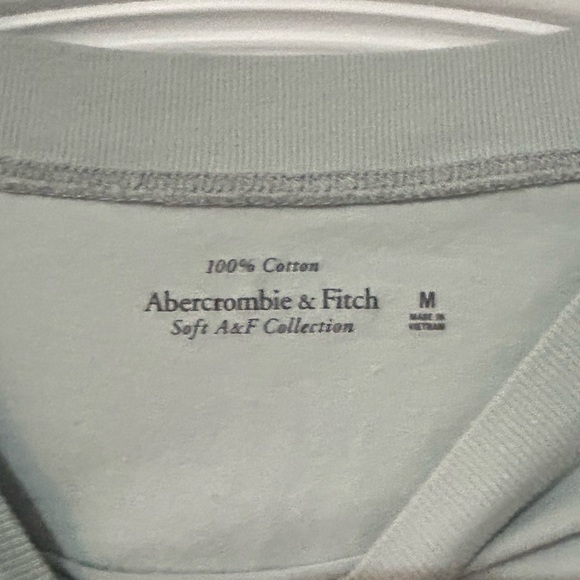 100% Cotton
Abercrombie & Fitch
Soft A&F Collection
M
MADE IN
VIETNAM